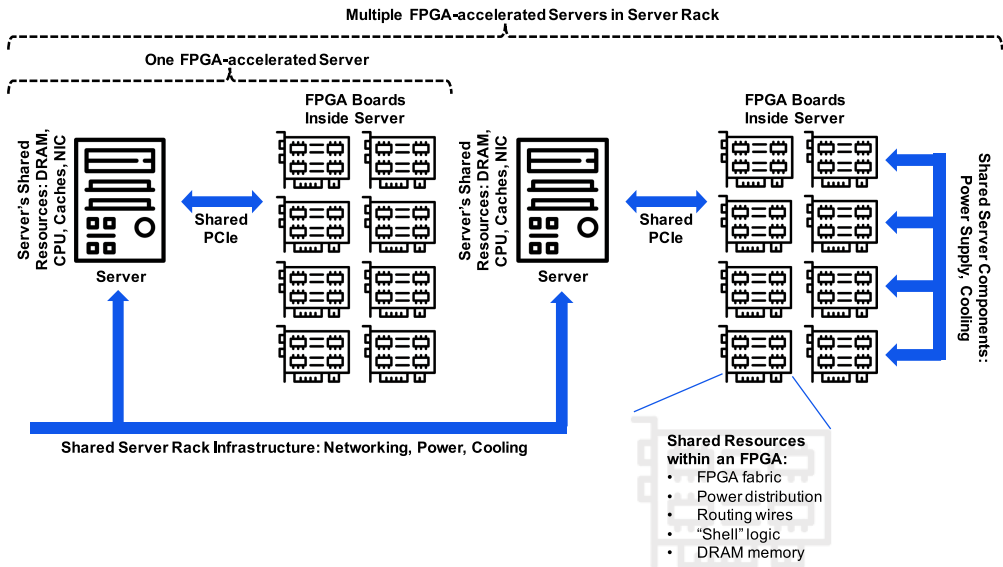 Multiple FPGA-accelerated Servers in Server Rack
One FPGA-accelerated Server
FPGA Boards
Inside Server
FPGA Boards
Inside Server
Server's Shared
Resources: DRAM,
CPU, Caches, NIC
Shared
PCIe
Server
Server's Shared
Resources: DRAM,
CPU, Caches, NIC
Shared
PCIe
Server
Shared Server Components:
Power Supply, Cooling
Shared Server Rack Infrastructure: Networking, Power, Cooling
Shared Resources
within an FPGA:
• FPGA fabric
• Power distribution
• Routing wires
• “Shell” logic
• DRAM memory